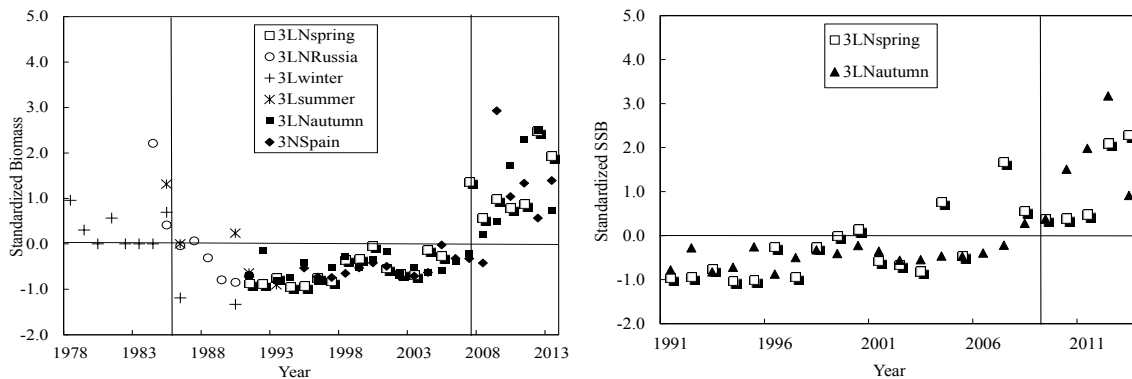 5.0
4.0
3.0
2.0
1.0
0.0
-1.0
-2.0
Standardized Biomass
3LNspring
3LNRussia
3Lwinter
3Lsummer
3LNautumn
3NSpain
1978
1983
1988
1993
1998
2003
2008
2013
Year
5.0
4.0
3.0
2.0
1.0
0.0
-1.0
-2.0
Standardized SSB
3LNspring
3LNautumn
1991
1996
2001
2006
2011
Year